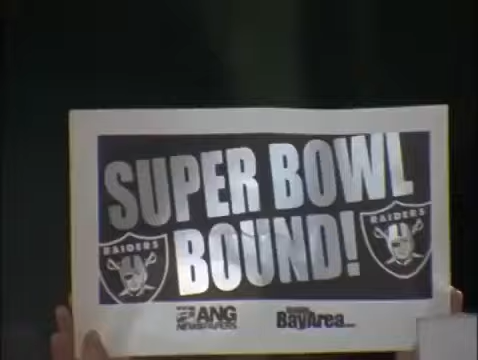 SUPER BOWL
BOUND!
RAIDERS
RAIDERS
ANG
NEWSPAPERS
BayArea